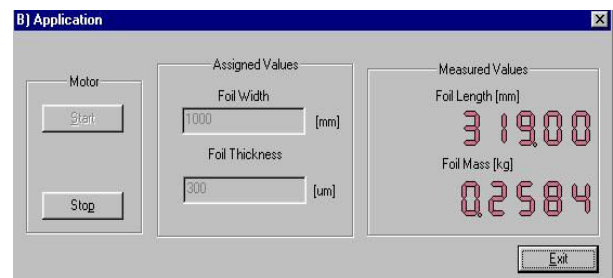 B) Application
Motor
Start
Stop
Assigned Values
Foil Width
1000 [mm]
Foil Thickness
300 [um]
Measured Values
Foil Length [mm]
319.00
Foil Mass [kg]
0.2584
Exit